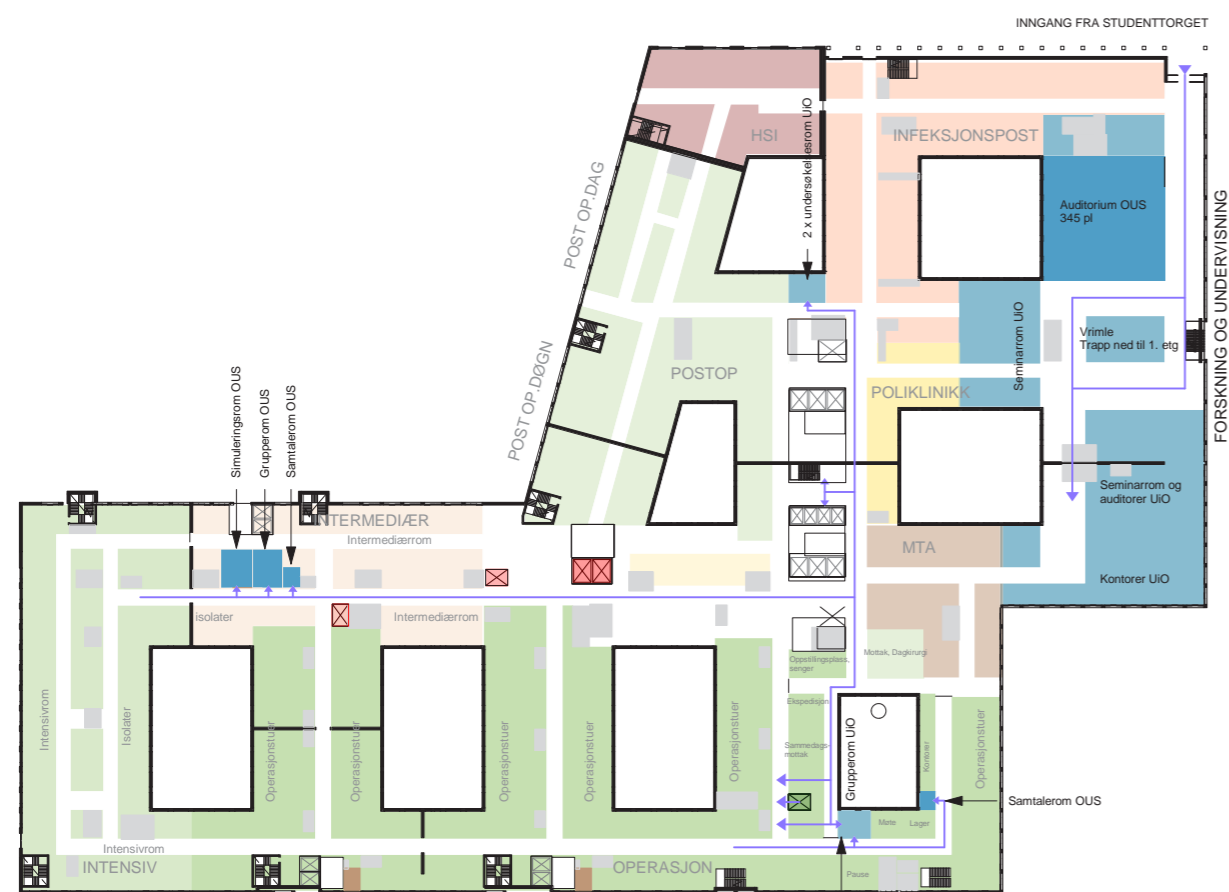 INNGANG FRA STUDENTTORGET
HSI
INFEKSJONSPOST
2 x undersøkelsesrom UiO
Auditorium OUS
345 pl
POST OP.DAG
FORSKNING OG UNDERVISNING
Seminarrom UiO
Vrimle
Trapp ned til 1. etg
POSTOP
POLIKLINIKK
POST OP.DØGN
Simuleringsrom OUS
Grupperom OUS
Samtalerom OUS
Seminarrom og
auditorer UiO
INTERMEDIÆR
Intermediærrom
MTA
Kontorer UiO
isolater
Intermediærrom
Oppstillingsplass,
senger
Mottak, Dagkirurgi
Ekspedisjon
Intensivrom
Isolater
Operasjonstuer
Operasjonstuer
Operasjonstuer
Operasjonstuer
Operasjonstuer
Sammedags-
mottak
Grupperom UiO
Kontorer
Operasjonstuer
Samtalerom OUS
Møte
Lager
Intensivrom
INTENSIV
OPERASJON
Pause